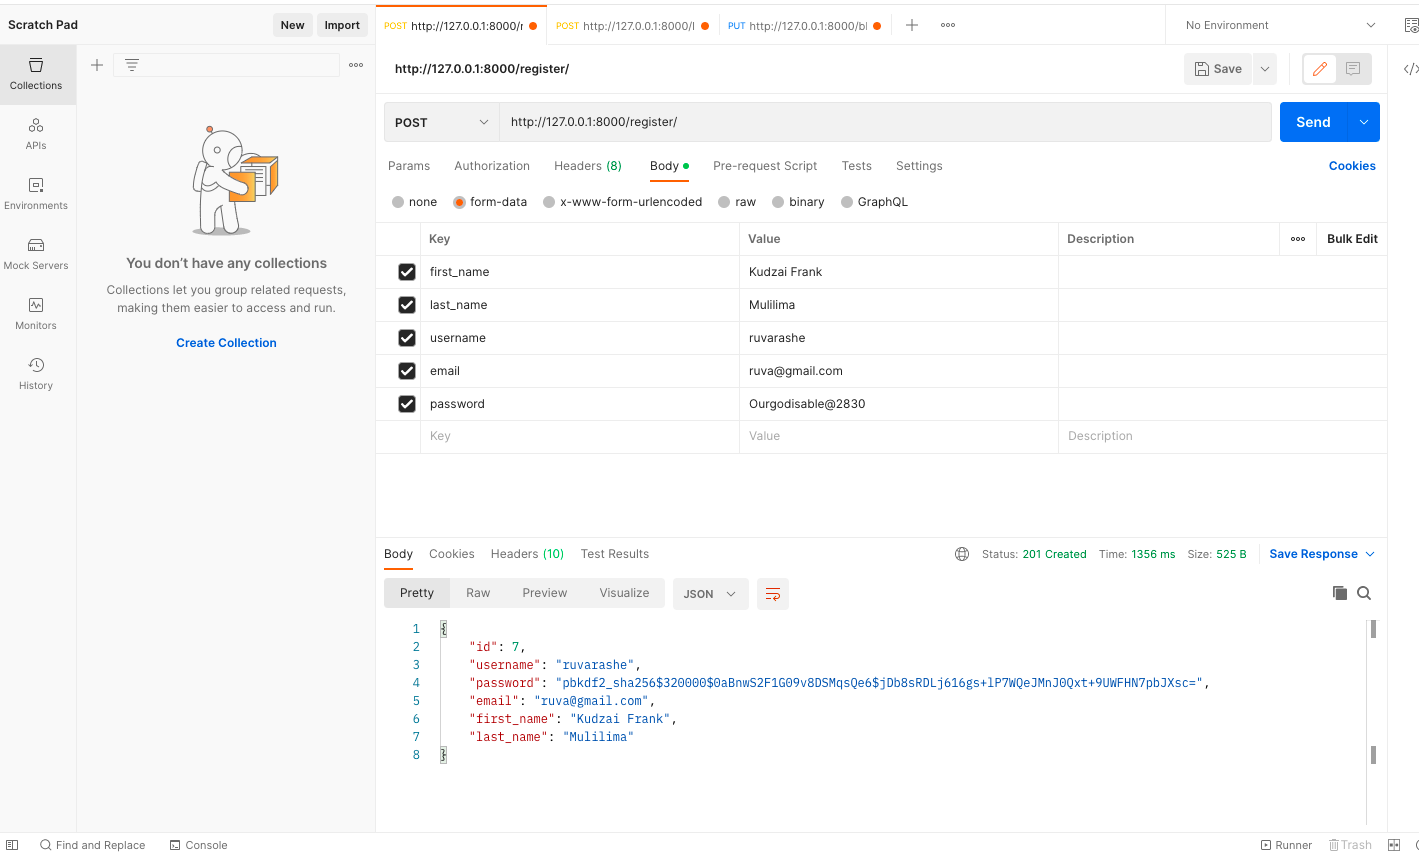 Scratch Pad
New
Import
POST http://127.0.0.1:8000/r
POST http://127.0.0.1:8000/l
PUT http://127.0.0.1:8000/bl
No Environment
Collections
APIs
Environments
Mock Servers
Monitors
History
You don't have any collections
Collections let you group related requests,
making them easier to access and run.
Create Collection
http://127.0.0.1:8000/register/
Save
POST
http://127.0.0.1:8000/register/
Send
Params
Authorization
Headers (8)
Body
Pre-request Script
Tests
Settings
Cookies
none
form-data
x-www-form-urlencoded
raw
binary
GraphQL
Key
Value
Description
Bulk Edit
first_name
Kudzai Frank
last_name
Mulilima
username
ruvarashe
email
ruva@gmail.com
password
Ourgodisable@2830
Key
Value
Description
Body
Cookies
Headers (10)
Test Results
Status: 201 Created
Time: 1356 ms
Size: 525 B
Save Response
Pretty
Raw
Preview
Visualize
JSON
1 {
2 "id": 7,
3 "username": "ruvarashe",
4 "password": "pbkdf2_sha256$320000$0aBnwS2F1G09v8DSMqsQe6$jDb8sRDLj616gs+lP7WQeJMnJ0Qxt+9UWFHN7pbJXsc=",
5 "email": "ruva@gmail.com",
6 "first_name": "Kudzai Frank",
7 "last_name": "Mulilima"
8 }
Find and Replace
Console
Runner
Trash